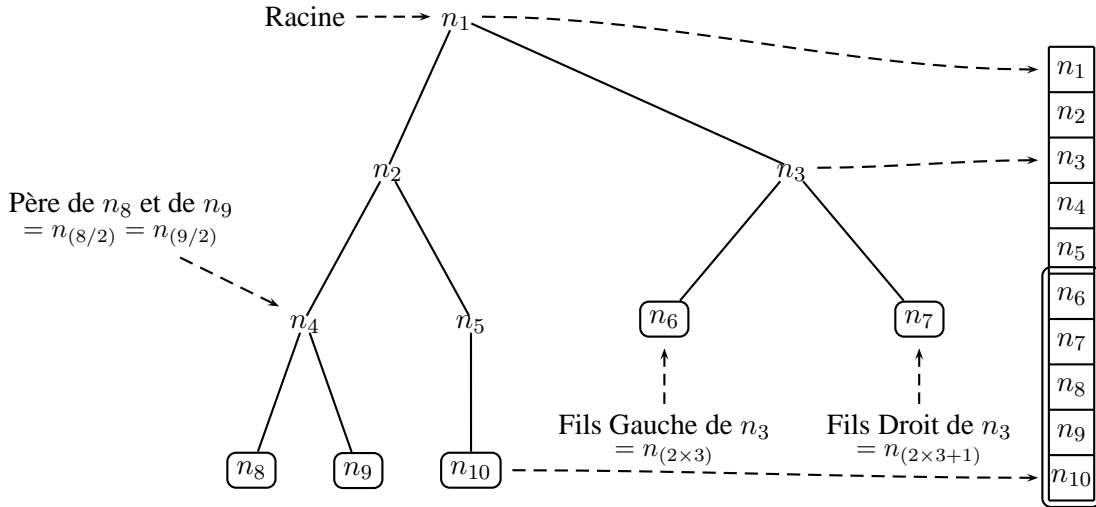 Racine
n₁
n₂
n₃
Père de n₈ et de n₉
= n₍₈/₂₎ = n₍₉/₂₎
n₄
n₅
n₆
n₇
Fils Gauche de n₃
= n₍₂×₃₎
Fils Droit de n₃
= n₍₂×₃₊₁₎
n₈
n₉
n₁₀
n₁
n₂
n₃
n₄
n₅
n₆
n₇
n₈
n₉
n₁₀